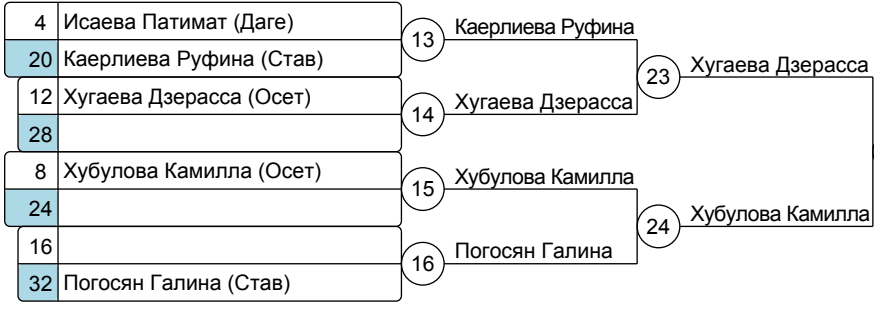 4 Исаева Патимат (Даге)
13 Каерлиева Руфина
20 Каерлиева Руфина (Став)
23 Хугаева Дзерасса
12 Хугаева Дзерасса (Осет)
14 Хугаева Дзерасса
28
8 Хубулова Камилла (Осет)
15 Хубулова Камилла
24
24 Хубулова Камилла
16
16 Погосян Галина
32 Погосян Галина (Став)